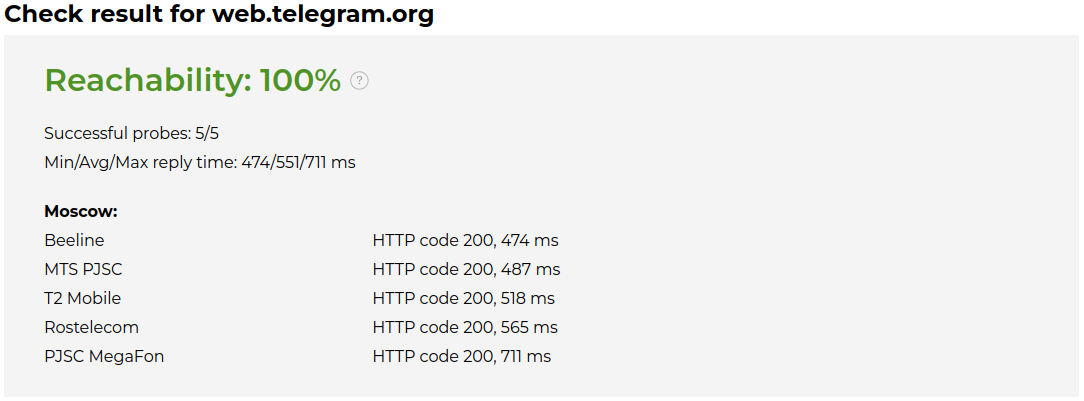 Check result for web.telegram.org
Reachability: 100% ?
Successful probes: 5/5
Min/Avg/Max reply time: 474/551/711 ms
Moscow:
Beeline HTTP code 200, 474 ms
MTS PJSC HTTP code 200, 487 ms
T2 Mobile HTTP code 200, 518 ms
Rostelecom HTTP code 200, 565 ms
PJSC MegaFon HTTP code 200, 711 ms